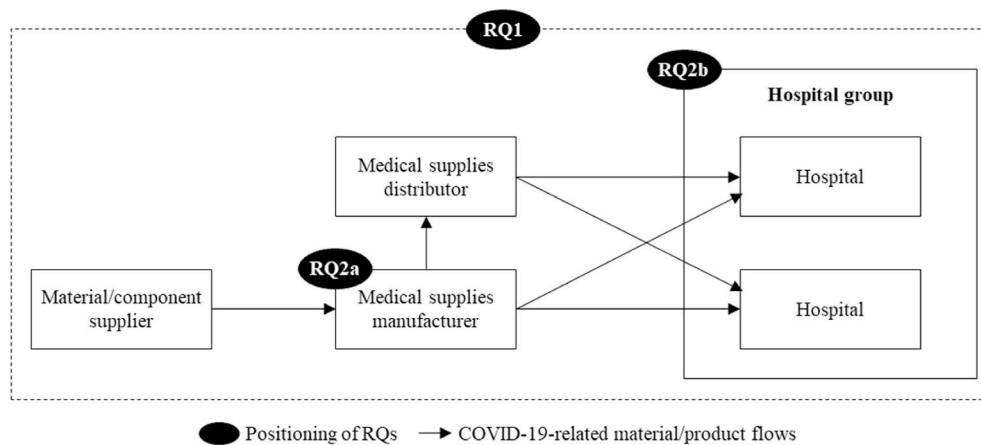 RQ1
RQ2b
Hospital group
Medical supplies
distributor
Hospital
RQ2a
Material/component
supplier
Medical supplies
manufacturer
Hospital
Positioning of RQs
COVID-19-related material/product flows